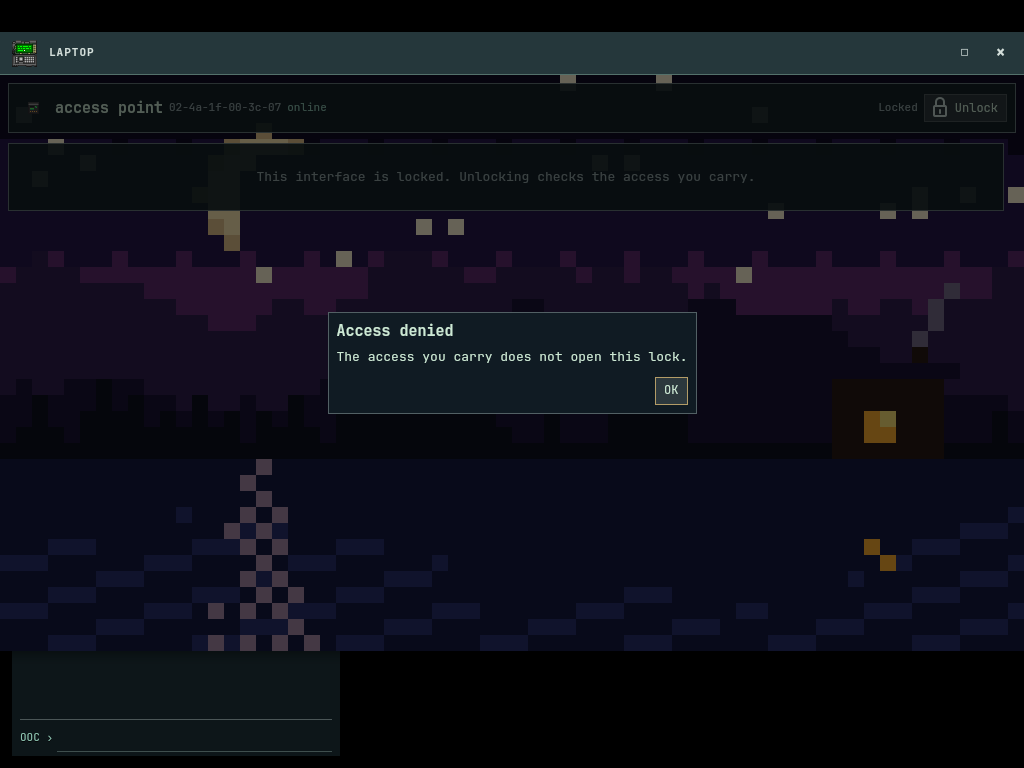 LAPTOP
access point 02-4a-1f-00-3c-07 online Locked Unlock
This interface is locked. Unlocking checks the access you carry.
Access denied
The access you carry does not open this lock.
OK
OOC ›